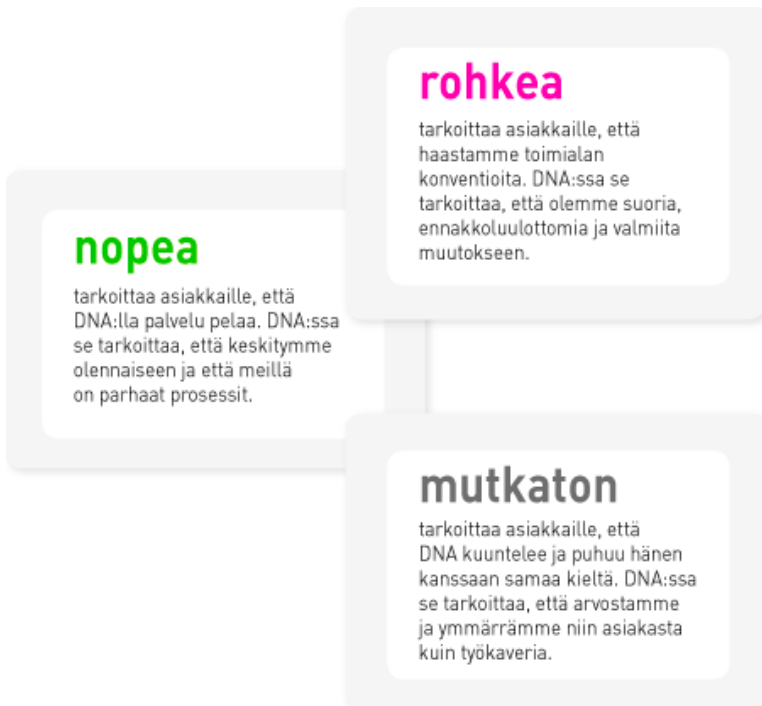 rohkea
tarkoittaa asiakkaille, että
haastamme toimialan
konventioita. DNA:ssa se
tarkoittaa, että olemme suoria,
ennakkoluulottomia ja valmiita
muutokseen.
nopea
tarkoittaa asiakkaille, että
DNA:lla palvelu pelaa. DNA:ssa
se tarkoittaa, että keskitymme
olennaiseen ja että meillä
on parhaat prosessit.
mutkaton
tarkoittaa asiakkaille, että
DNA kuuntelee ja puhuu hänen
kanssaan samaa kieltä. DNA:ssa
se tarkoittaa, että arvostamme
ja ymmärrämme niin asiakasta
kuin työkaveria.